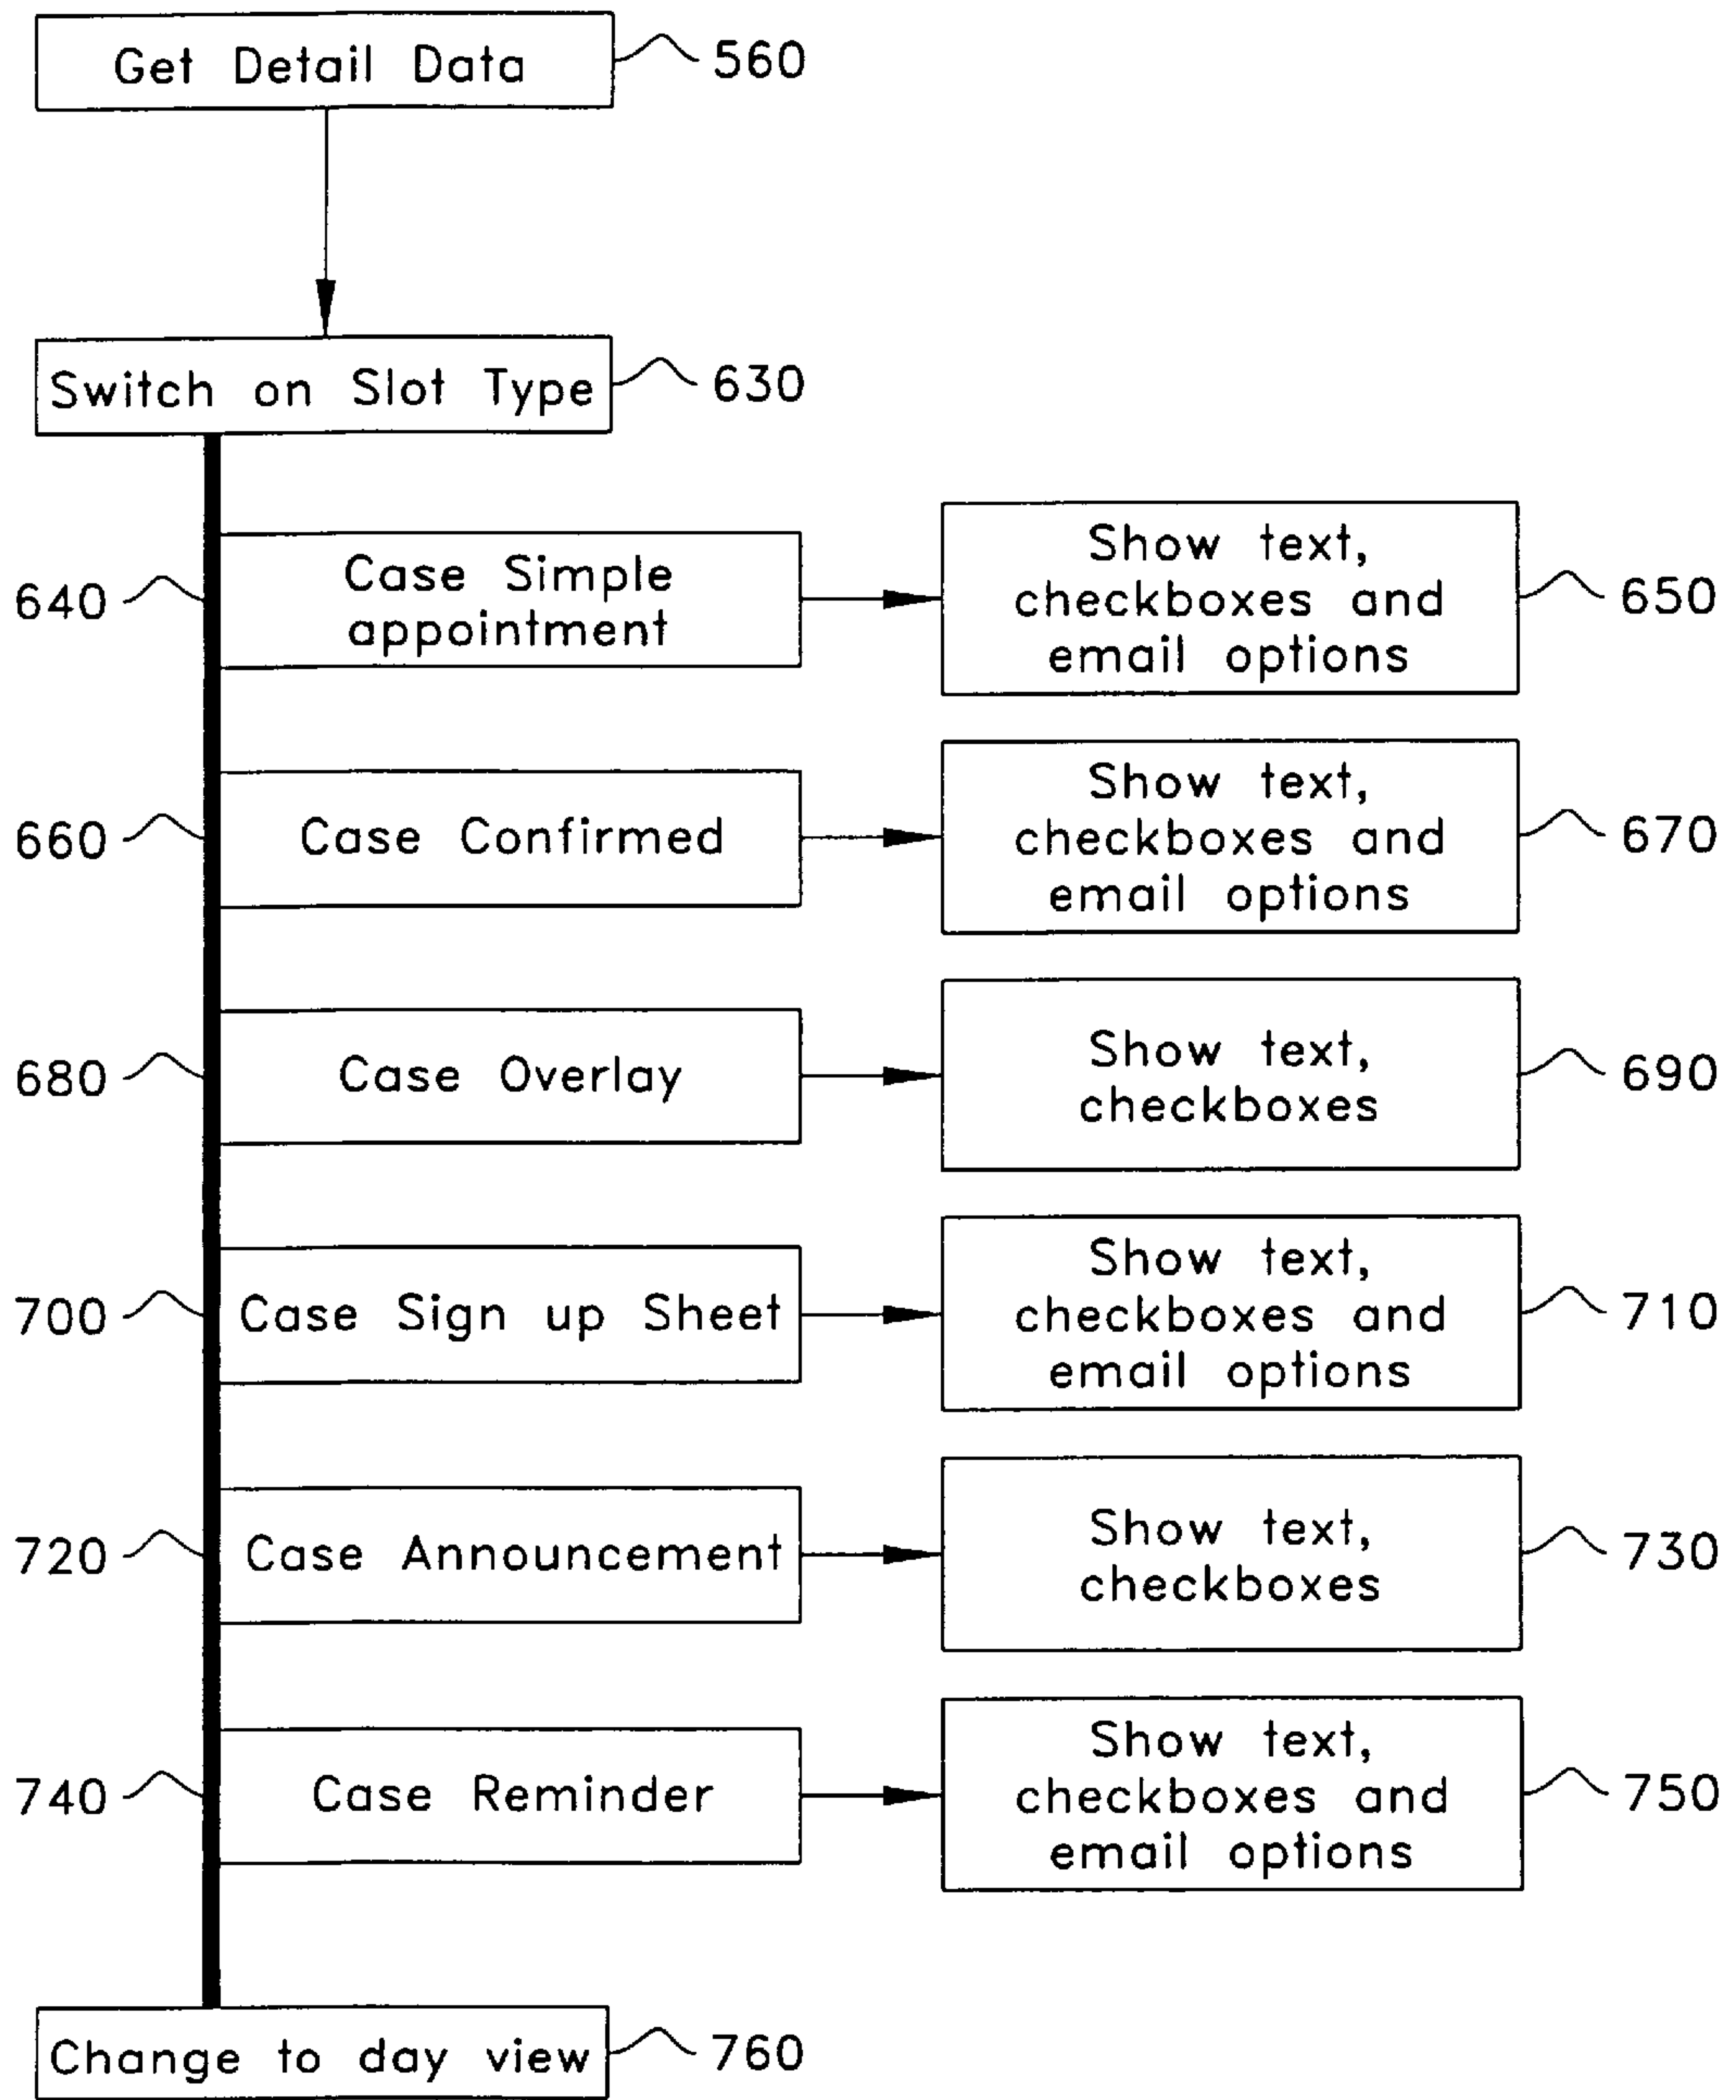 Get Detail Data
560
Switch on Slot Type
630
640
Case Simple
appointment
Show text,
checkboxes and
email options
650
660
Case Confirmed
Show text,
checkboxes and
email options
670
680
Case Overlay
Show text,
checkboxes
690
700
Case Sign up Sheet
Show text,
checkboxes and
email options
710
720
Case Announcement
Show text,
checkboxes
730
740
Case Reminder
Show text,
checkboxes and
email options
750
Change to day view
760